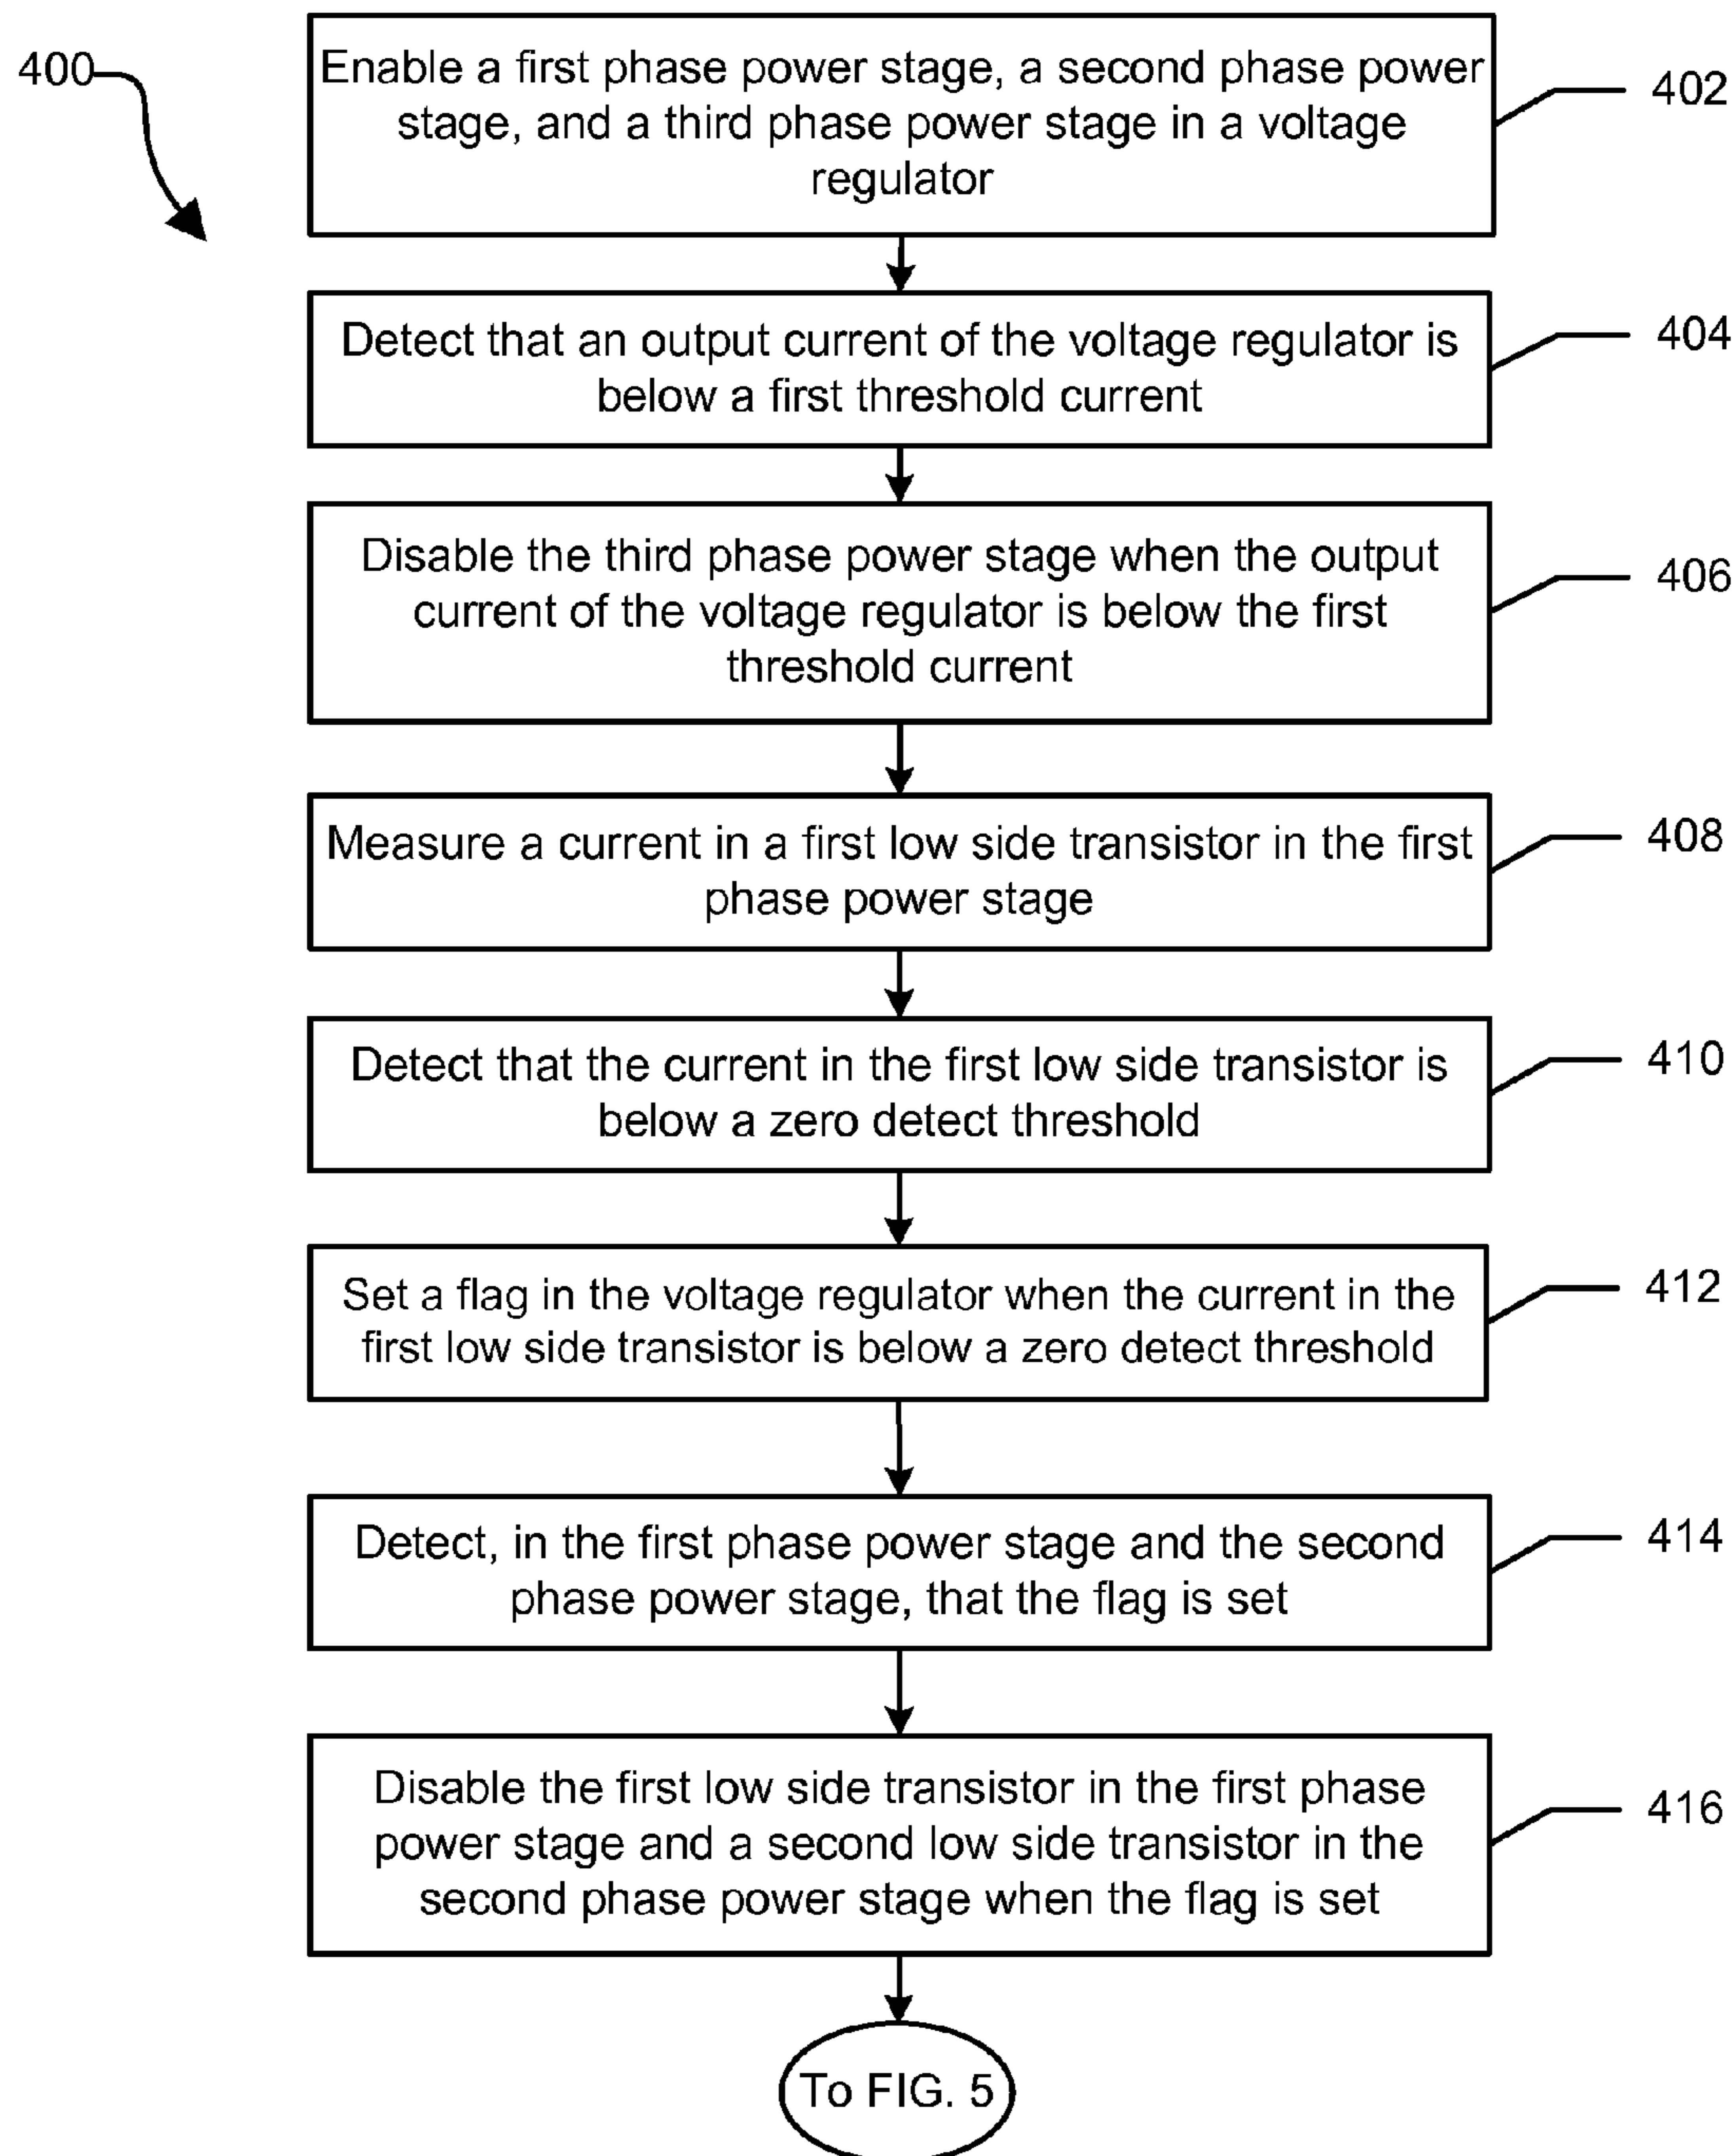 400
Enable a first phase power stage, a second phase power
stage, and a third phase power stage in a voltage
regulator
402
Detect that an output current of the voltage regulator is
below a first threshold current
404
Disable the third phase power stage when the output
current of the voltage regulator is below the first
threshold current
406
Measure a current in a first low side transistor in the first
phase power stage
408
Detect that the current in the first low side transistor is
below a zero detect threshold
410
Set a flag in the voltage regulator when the current in the
first low side transistor is below a zero detect threshold
412
Detect, in the first phase power stage and the second
phase power stage, that the flag is set
414
Disable the first low side transistor in the first phase
power stage and a second low side transistor in the
second phase power stage when the flag is set
416
To FIG. 5